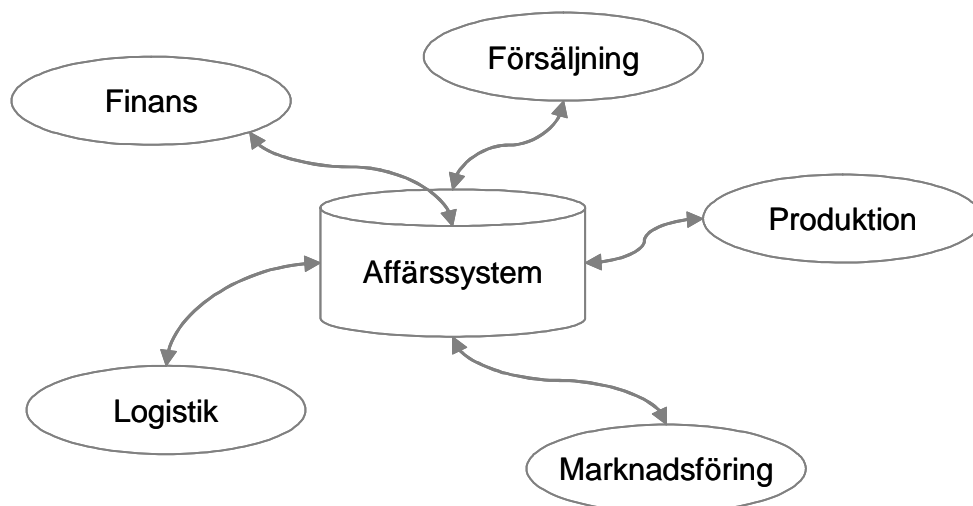 Försäljning
Finans
Produktion
Affärssystem
Logistik
Marknadsföring